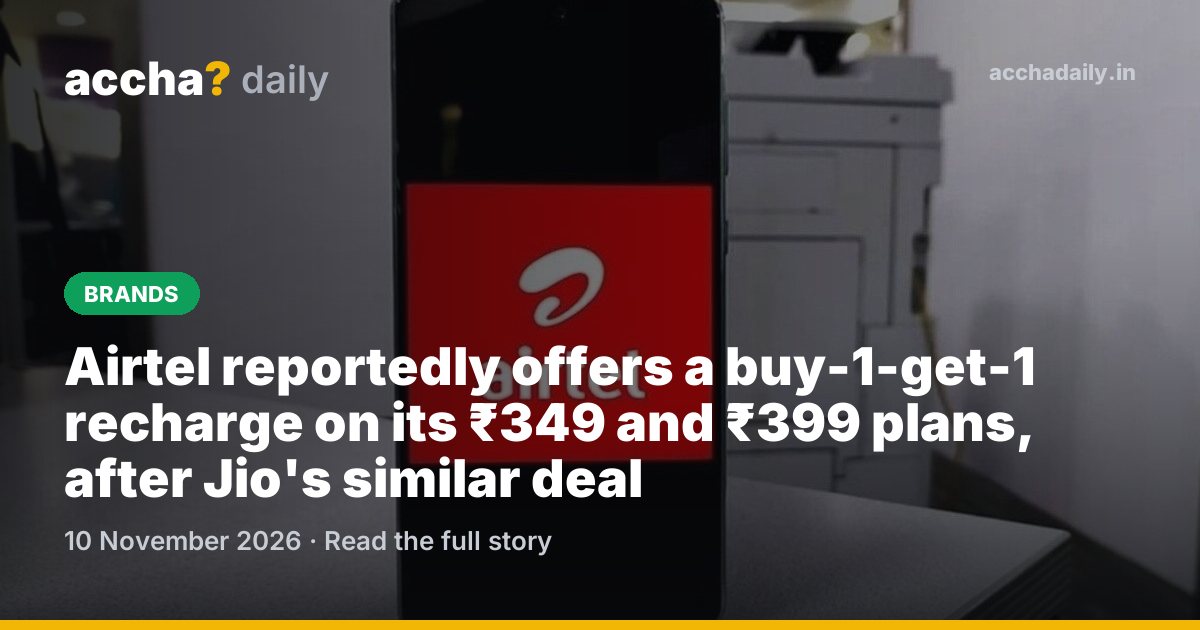 accha? daily
acchadaily.in
BRANDS
airtel
Airtel reportedly offers a buy-1-get-1
recharge on its ₹349 and ₹399 plans,
after Jio's similar deal
10 November 2026 · Read the full story